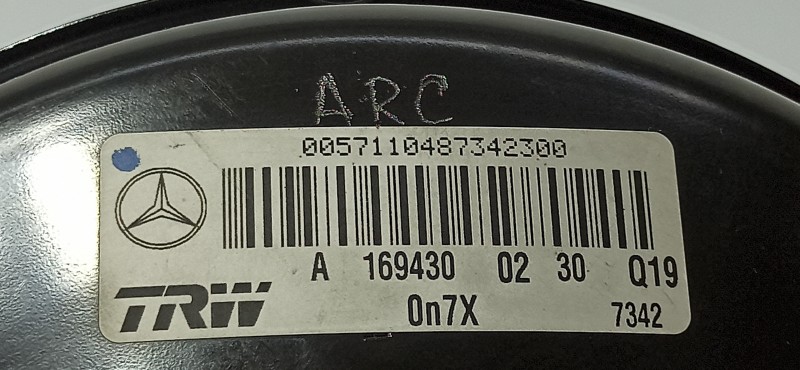 ARC
0057110487342300
A 169430 02 30 Q19
TRW 0n7X 7342